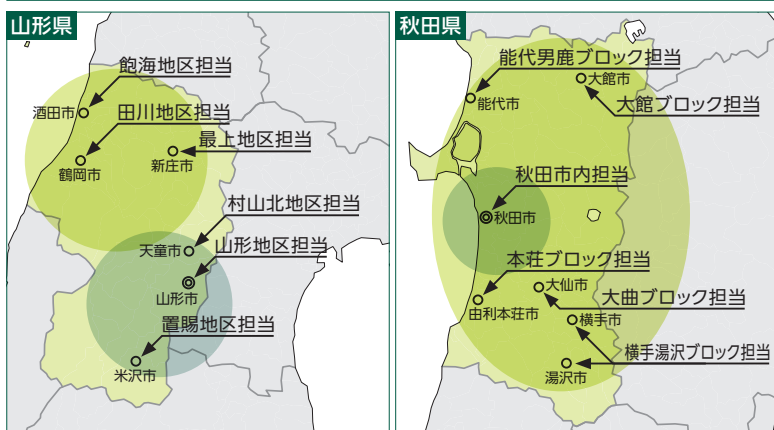 山形県
飽海地区担当
酒田市
田川地区担当
最上地区担当
鶴岡市
新庄市
村山北地区担当
天童市
山形地区担当
山形市
置賜地区担当
米沢市
秋田県
能代男鹿ブロック担当
大館市
能代市
大館ブロック担当
秋田市内担当
秋田市
本荘ブロック担当
大仙市
由利本荘市
大曲ブロック担当
横手市
横手湯沢ブロック担当
湯沢市